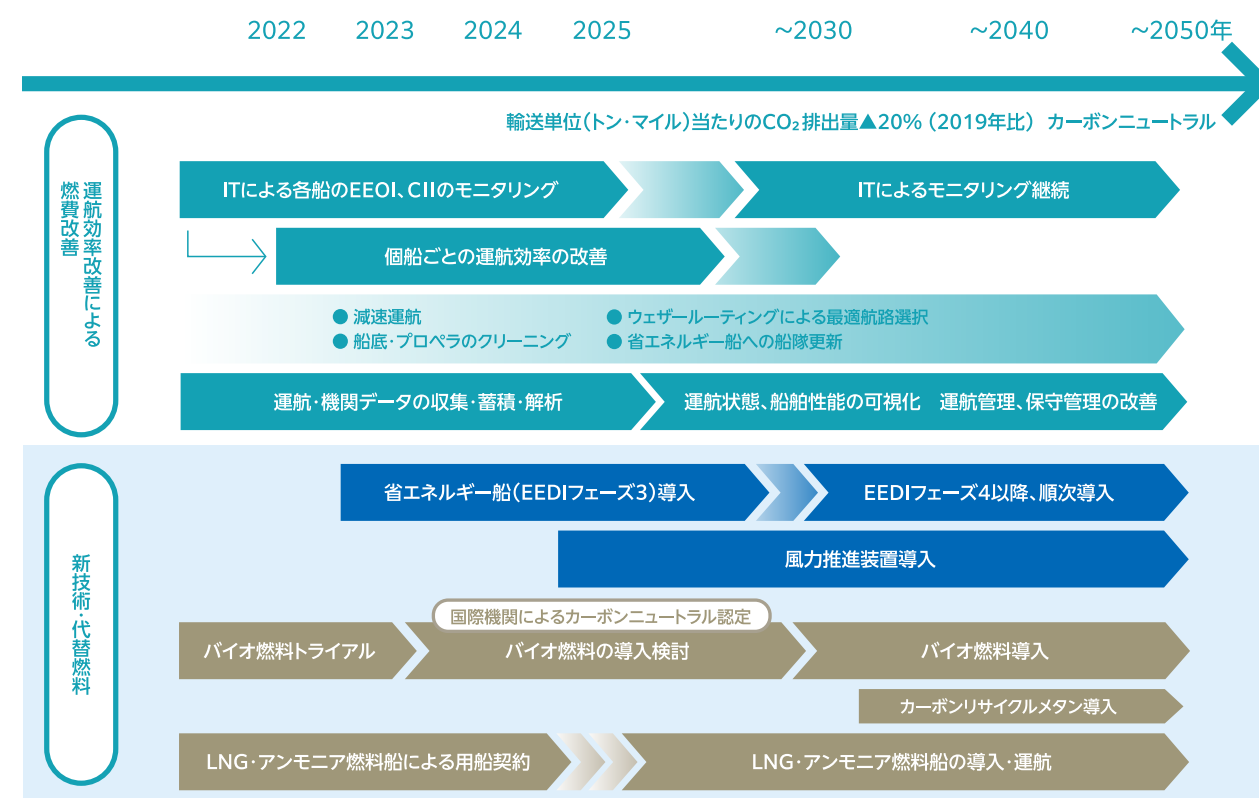 2022 2023 2024 2025 ~2030 ~2040 ~2050年
輸送単位(トン・マイル)当たりのCO₂排出量▲20%(2019年比) カーボンニュートラル
運航効率改善による
燃費改善
ITによる各船のEEOI、CIIのモニタリング ITによるモニタリング継続
個船ごとの運航効率の改善
● 減速運航 ● ウェザールーティングによる最適航路選択
● 船底・プロペラのクリーニング ● 省エネルギー船への船隊更新
運航・機関データの収集・蓄積・解析 運航状態、船舶性能の可視化 運航管理、保守管理の改善
新技術・代替燃料
省エネルギー船(EEDIフェーズ3)導入 EEDIフェーズ4以降、順次導入
風力推進装置導入
国際機関によるカーボンニュートラル認定
バイオ燃料トライアル バイオ燃料の導入検討 バイオ燃料導入
カーボンリサイクルメタン導入
LNG・アンモニア燃料船による用船契約 LNG・アンモニア燃料船の導入・運航